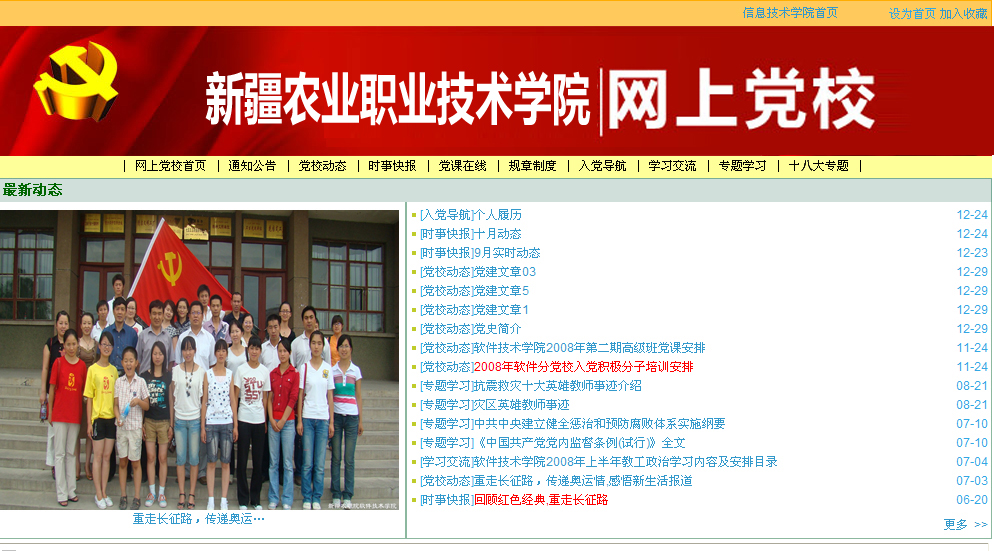 信息技术学院首页 设为首页 加入收藏
新疆农业职业技术学院 网上党校
| 网上党校首页 | 通知公告 | 党校动态 | 时事快报 | 党课在线 | 规章制度 | 入党导航 | 学习交流 | 专题学习 | 十八大专题 |
最新动态
[入党导航]个人履历 12-24
[时事快报]十月动态 12-24
[时事快报]9月实时动态 12-23
[党校动态]党建文章03 12-29
[党校动态]党建文章5 12-29
[党校动态]党建文章1 12-29
[党校动态]党史简介 12-29
[党校动态]软件技术学院2008年第二期高级班党课安排 11-24
[党校动态]2008年软件分党校入党积极分子培训安排 11-24
[专题学习]抗震救灾十大英雄教师事迹介绍 08-21
[专题学习]灾区英雄教师事迹 08-21
[专题学习]中共中央建立健全惩治和预防腐败体系实施纲要 07-10
[专题学习]《中国共产党党内监督条例(试行)》全文 07-10
[学习交流]软件技术学院2008年上半年教工政治学习内容及安排目录 07-04
[党校动态]重走长征路，传递奥运情,感悟新生活报道 07-03
[时事快报]回顾红色经典,重走长征路 06-20
重走长征路，传递奥运…
更多 >>